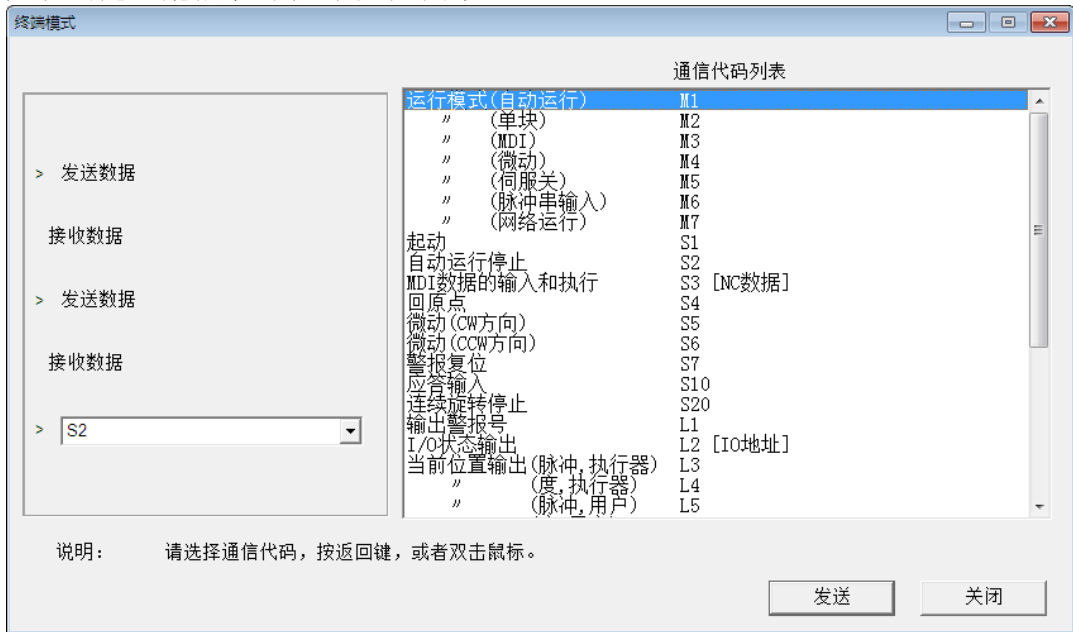 终端模式
通信代码列表
> 发送数据
接收数据
> 发送数据
接收数据
> S2
运行模式(自动运行) M1
〃 (单块) M2
〃 (MDI) M3
〃 (微动) M4
〃 (伺服关) M5
〃 (脉冲串输入) M6
〃 (网络运行) M7
起动 S1
自动运行停止 S2
MDI数据的输入和执行 S3 [NC数据]
回原点 S4
微动(CW方向) S5
微动(CCW方向) S6
警报复位 S7
应答输入 S10
连续旋转停止 S20
输出警报号 L1
I/O状态输出 L2 [IO地址]
当前位置输出(脉冲,执行器) L3
〃 (度,执行器) L4
〃 (脉冲,用户) L5
说明: 请选择通信代码，按返回键，或者双击鼠标。
发送 关闭